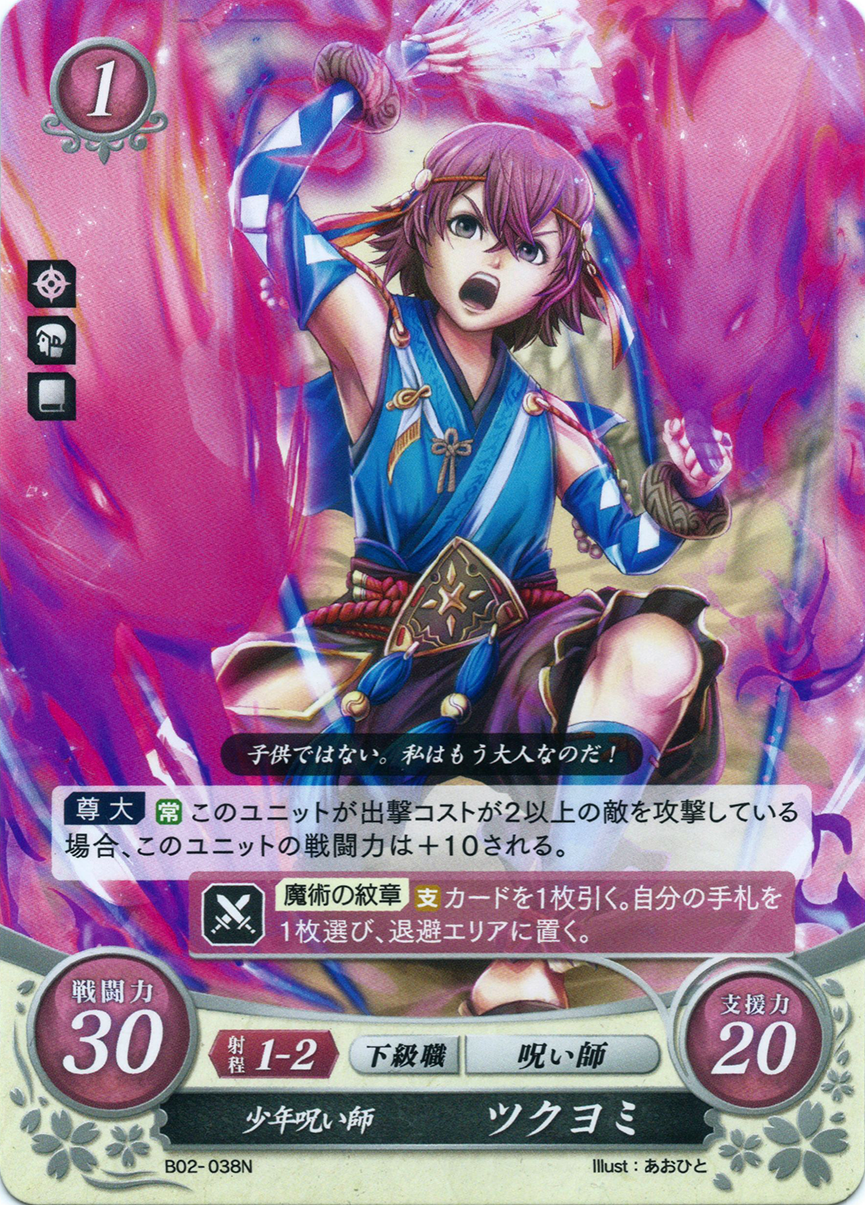 1
子供ではない。私はもう大人なのだ！
尊大 常 このユニットが出撃コストが2以上の敵を攻撃している
場合、このユニットの戦闘力は＋10される。
魔術の紋章 支 カードを1枚引く。自分の手札を
1枚選び、退避エリアに置く。
戦闘力
30
射程 1-2
下級職
呪い師
支援力
20
少年呪い師 ツクヨミ
B02-038N
Illust：あおひと